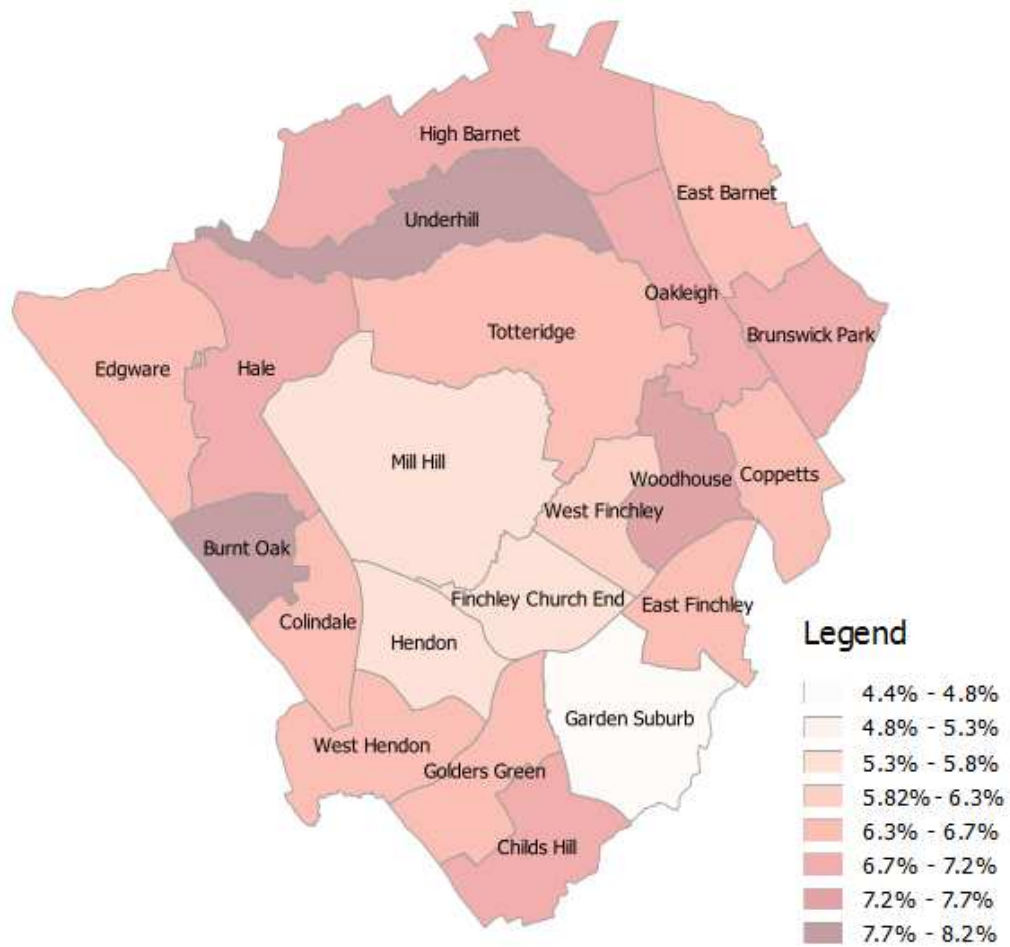 High Barnet
East Barnet
Underhill
Oakleigh
Totteridge
Brunswick Park
Edgware
Hale
Mill Hill
Woodhouse
Coppetts
West Finchley
Burnt Oak
Finchley Church End
East Finchley
Colindale
Hendon
Garden Suburb
West Hendon
Golders Green
Childs Hill
Legend
4.4% - 4.8%
4.8% - 5.3%
5.3% - 5.8%
5.82% - 6.3%
6.3% - 6.7%
6.7% - 7.2%
7.2% - 7.7%
7.7% - 8.2%